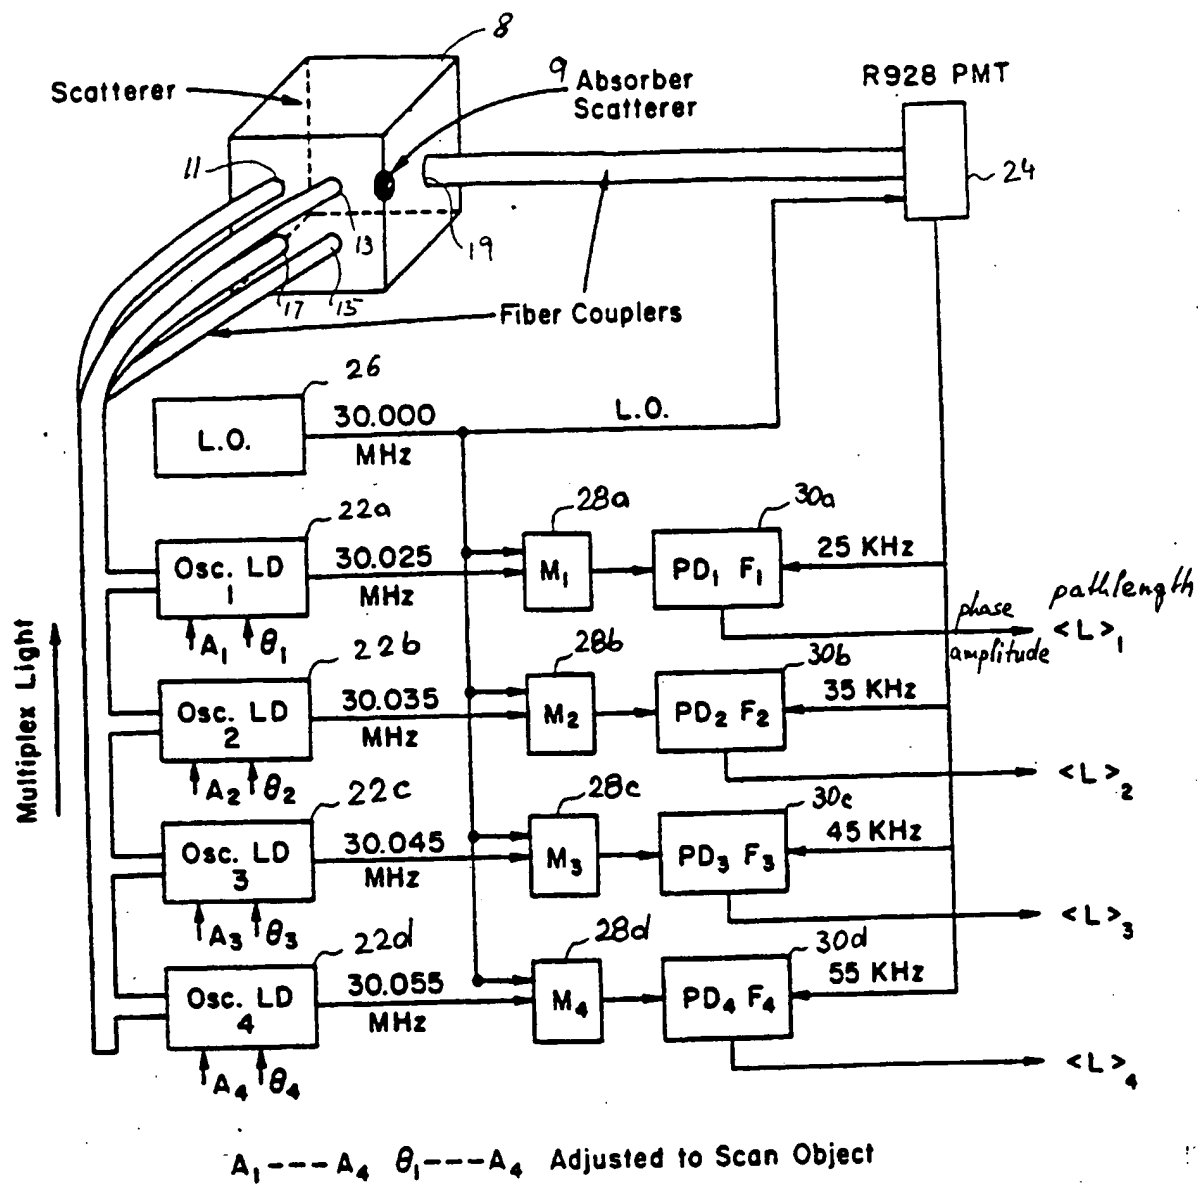 8
Scatterer
9 Absorber
Scatterer
R928 PMT
11
24
13
19
17
15
Fiber Couplers
26
L.O.
30.000
MHz
L.O.
22a
28a
30a
Osc. LD
1
30.025
MHz
M₁
PD₁ F₁
25 KHz
A₁ θ₁
phase
amplitude
pathlength
<L>₁
22b
28b
30b
Osc. LD
2
30.035
MHz
M₂
PD₂ F₂
35 KHz
A₂ θ₂
<L>₂
22c
28c
30c
Osc. LD
3
30.045
MHz
M₃
PD₃ F₃
45 KHz
A₃ θ₃
<L>₃
22d
28d
30d
Osc. LD
4
30.055
MHz
M₄
PD₄ F₄
55 KHz
A₄ θ₄
<L>₄
Multiplex Light
A₁---A₄ θ₁---A₄ Adjusted to Scan Object